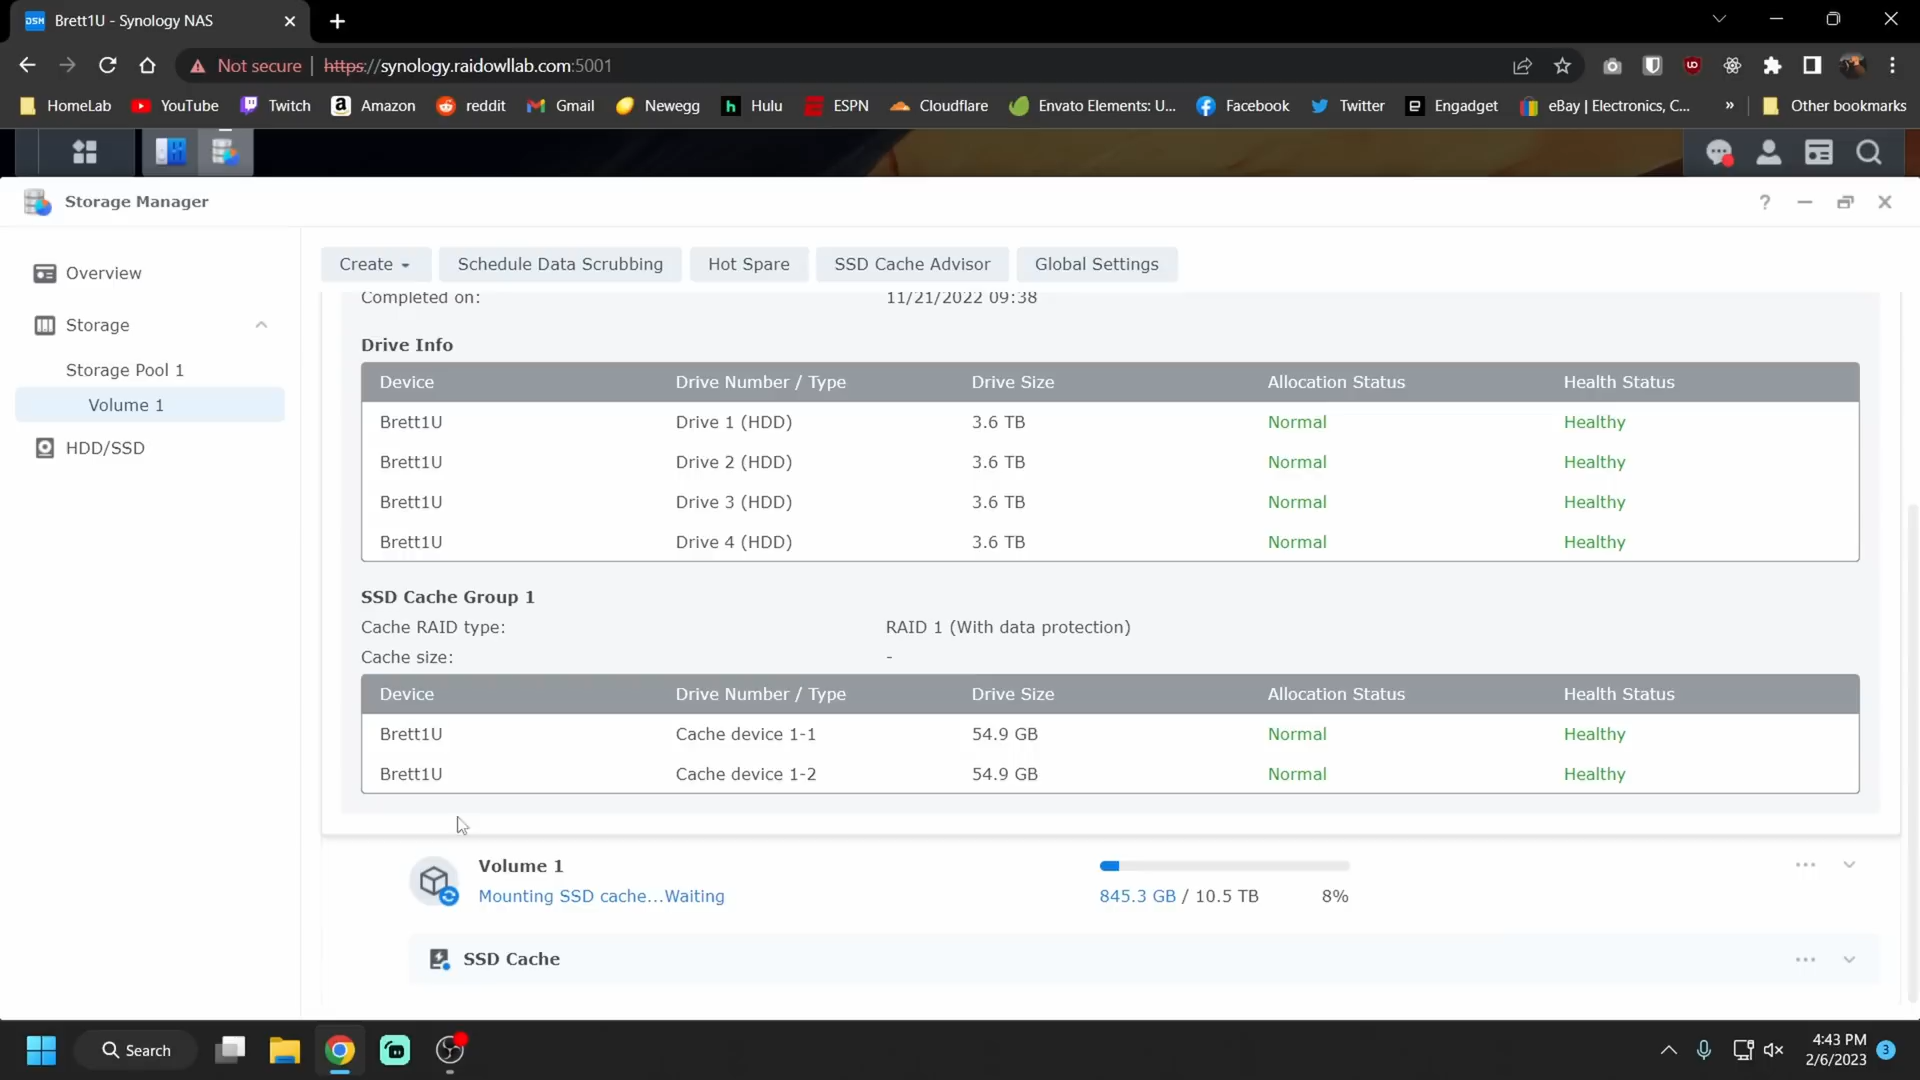 DSM Brett1U - Synology NAS
Not secure https://synology.raidowllab.com:5001
HomeLab YouTube Twitch Amazon reddit Gmail Newegg Hulu ESPN Cloudflare Envato Elements: U... Facebook Twitter Engadget eBay | Electronics, C... » Other bookmarks
Storage Manager
?
Overview
Storage
Storage Pool 1
Volume 1
HDD/SSD
Create Schedule Data Scrubbing Hot Spare SSD Cache Advisor Global Settings
Completed on: 11/21/2022 09:38
Drive Info
Device Drive Number / Type Drive Size Allocation Status Health Status
Brett1U Drive 1 (HDD) 3.6 TB Normal Healthy
Brett1U Drive 2 (HDD) 3.6 TB Normal Healthy
Brett1U Drive 3 (HDD) 3.6 TB Normal Healthy
Brett1U Drive 4 (HDD) 3.6 TB Normal Healthy
SSD Cache Group 1
Cache RAID type: RAID 1 (With data protection)
Cache size: -
Device Drive Number / Type Drive Size Allocation Status Health Status
Brett1U Cache device 1-1 54.9 GB Normal Healthy
Brett1U Cache device 1-2 54.9 GB Normal Healthy
Volume 1
Mounting SSD cache...Waiting 845.3 GB / 10.5 TB 8%
SSD Cache
Search
4:43 PM
2/6/2023 3